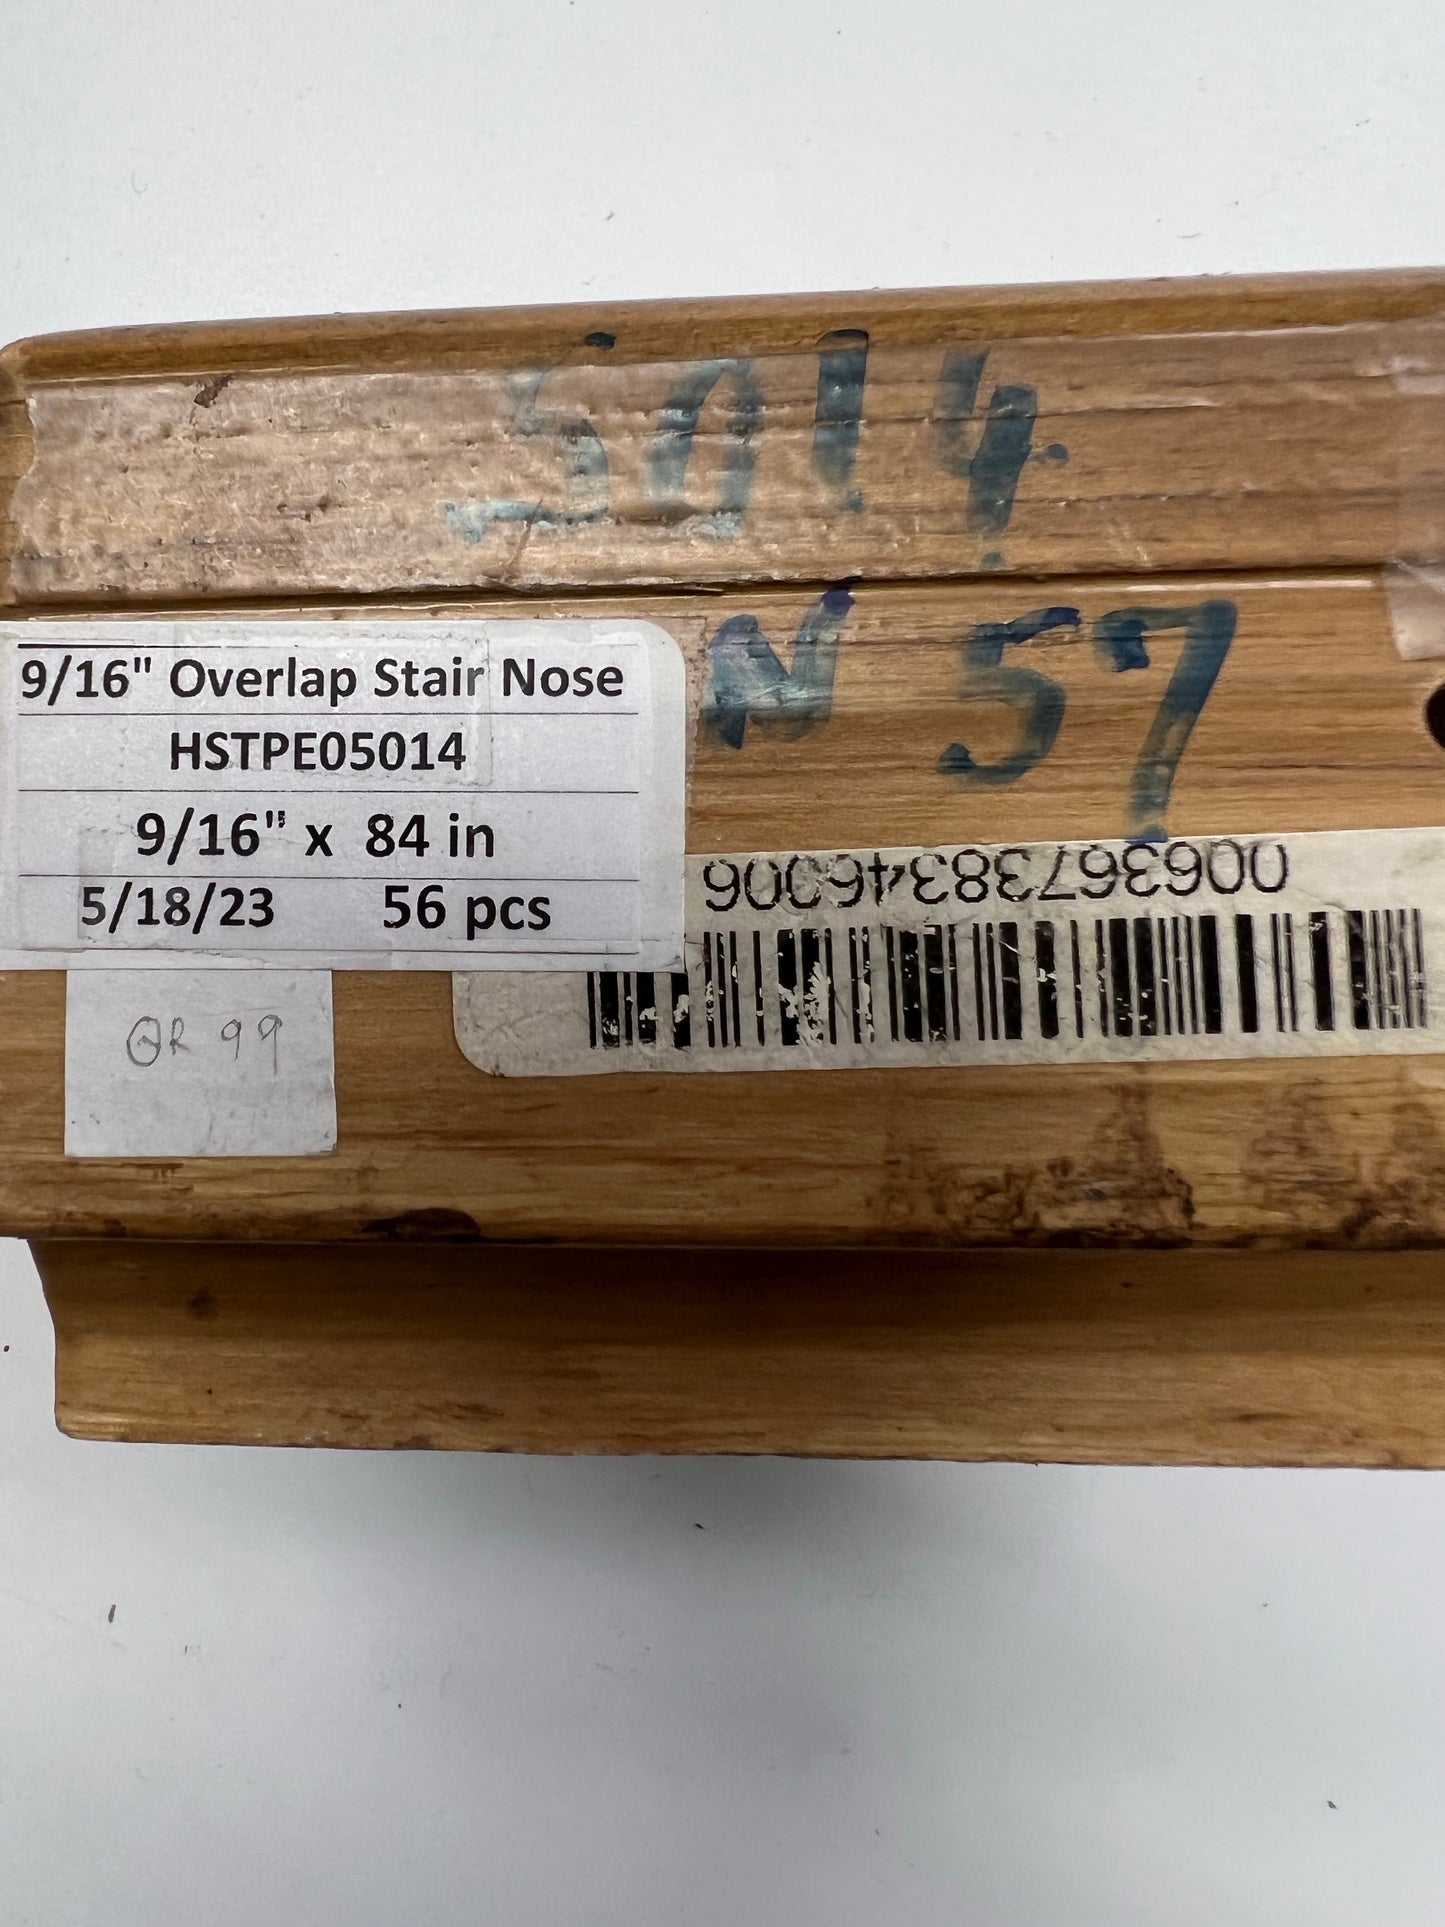 5014
N 57
9/16" Overlap Stair Nose
HSTPE05014
9/16" x 84 in
5/18/23 56 pcs
00636738346006
QR 99